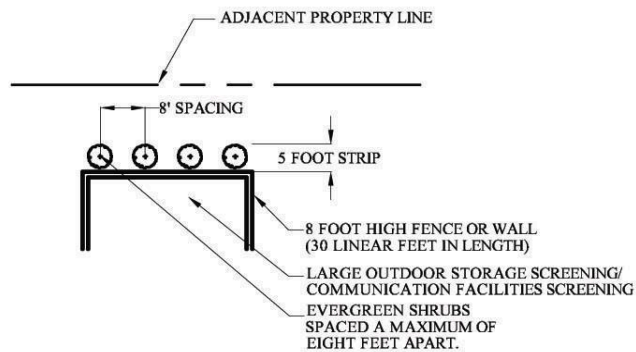 ADJACENT PROPERTY LINE
8' SPACING
5 FOOT STRIP
8 FOOT HIGH FENCE OR WALL
(30 LINEAR FEET IN LENGTH)
LARGE OUTDOOR STORAGE SCREENING/
COMMUNICATION FACILITIES SCREENING
EVERGREEN SHRUBS
SPACED A MAXIMUM OF
EIGHT FEET APART.